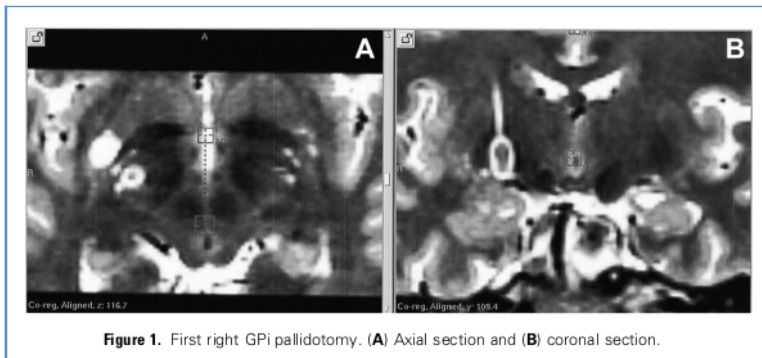 A
A
B
R
Co-reg, Aligned, z: 116.7
Co-reg, Aligned, y: 109.4
Figure 1. First right GPi pallidotomy. (A) Axial section and (B) coronal section.